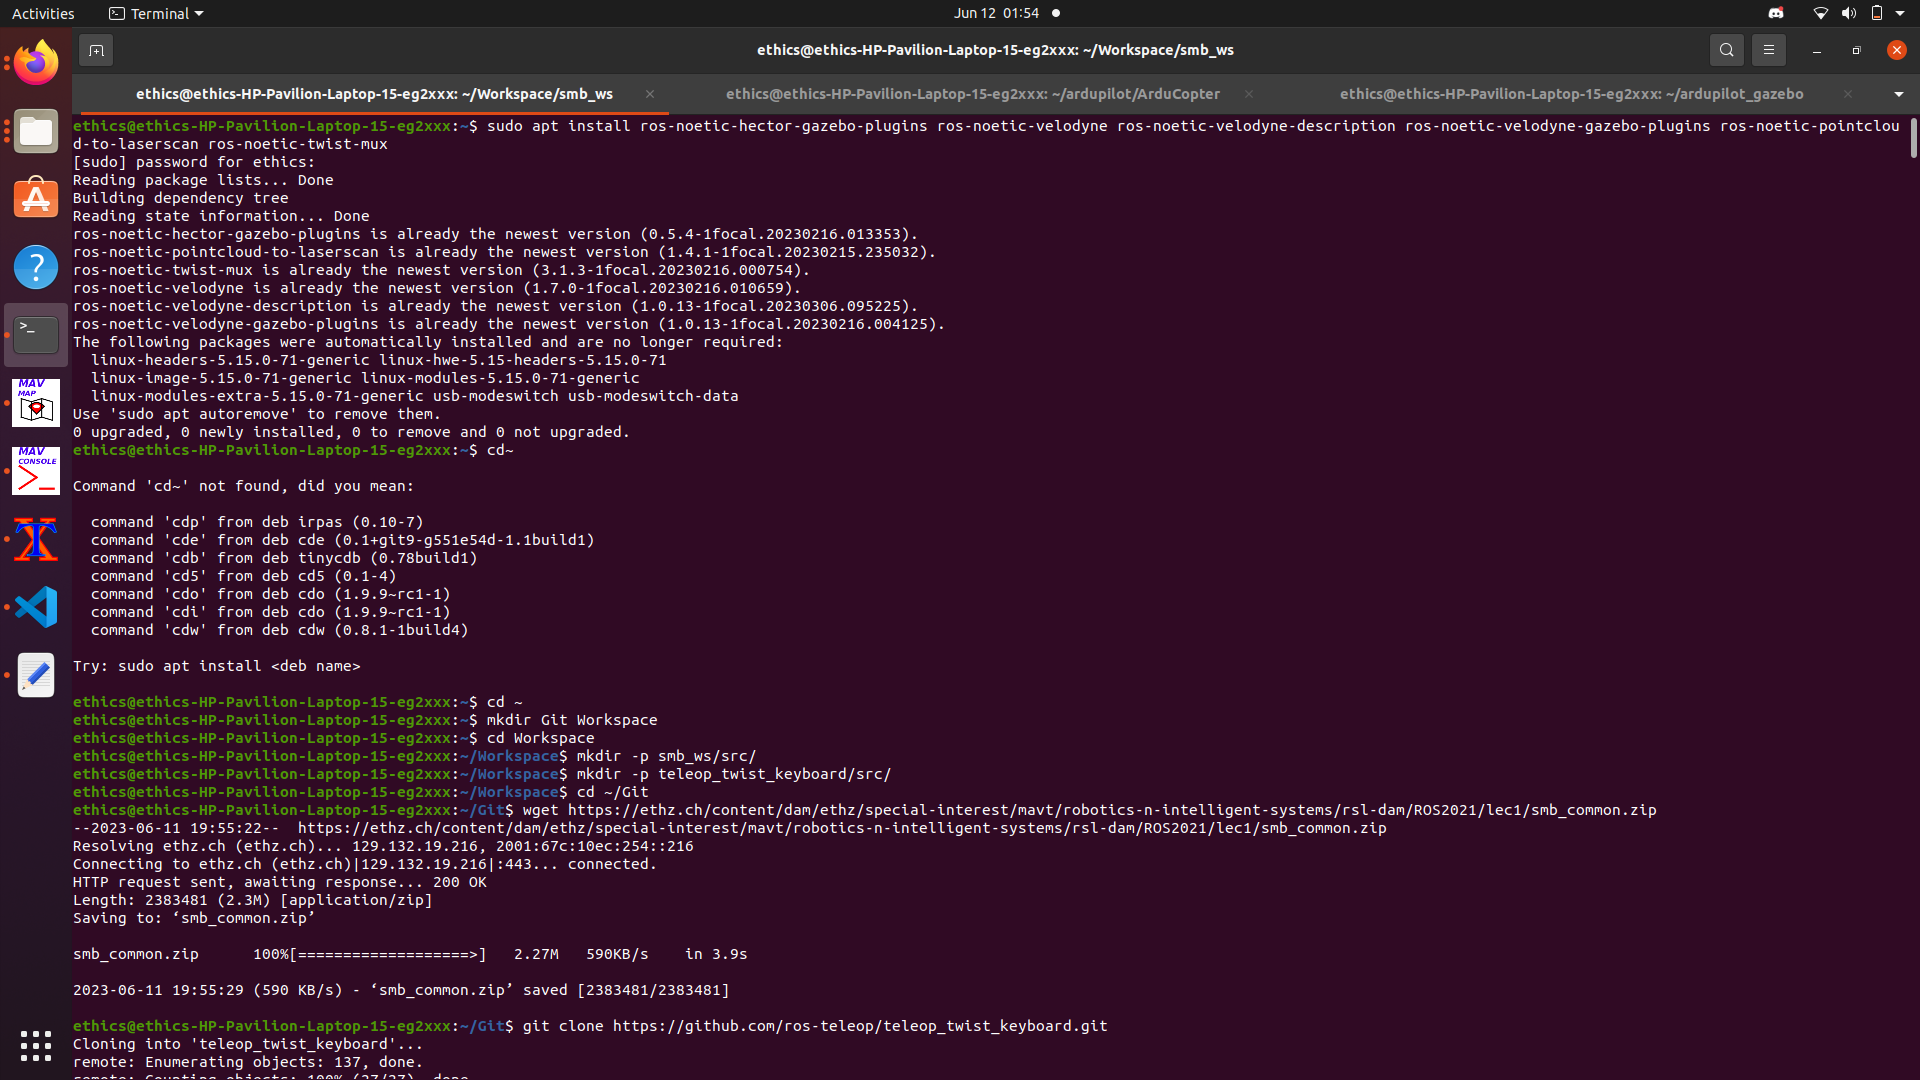 Activities
Terminal
Jun 12 01:54
ethics@ethics-HP-Pavilion-Laptop-15-eg2xxx: ~/Workspace/smb_ws
ethics@ethics-HP-Pavilion-Laptop-15-eg2xxx: ~/Workspace/smb_ws
ethics@ethics-HP-Pavilion-Laptop-15-eg2xxx: ~/ardupilot/ArduCopter
ethics@ethics-HP-Pavilion-Laptop-15-eg2xxx: ~/ardupilot_gazebo
MAV
MAP
MAV
CONSOLE
ethics@ethics-HP-Pavilion-Laptop-15-eg2xxx:~$ sudo apt install ros-noetic-hector-gazebo-plugins ros-noetic-velodyne ros-noetic-velodyne-description ros-noetic-velodyne-gazebo-plugins ros-noetic-pointclou
d-to-laserscan ros-noetic-twist-mux
[sudo] password for ethics:
Reading package lists... Done
Building dependency tree
Reading state information... Done
ros-noetic-hector-gazebo-plugins is already the newest version (0.5.4-1focal.20230216.013353).
ros-noetic-pointcloud-to-laserscan is already the newest version (1.4.1-1focal.20230215.235032).
ros-noetic-twist-mux is already the newest version (3.1.3-1focal.20230216.000754).
ros-noetic-velodyne is already the newest version (1.7.0-1focal.20230216.010659).
ros-noetic-velodyne-description is already the newest version (1.0.13-1focal.20230306.095225).
ros-noetic-velodyne-gazebo-plugins is already the newest version (1.0.13-1focal.20230216.004125).
The following packages were automatically installed and are no longer required:
  linux-headers-5.15.0-71-generic linux-hwe-5.15-headers-5.15.0-71
  linux-image-5.15.0-71-generic linux-modules-5.15.0-71-generic
  linux-modules-extra-5.15.0-71-generic usb-modeswitch usb-modeswitch-data
Use 'sudo apt autoremove' to remove them.
0 upgraded, 0 newly installed, 0 to remove and 0 not upgraded.
ethics@ethics-HP-Pavilion-Laptop-15-eg2xxx:~$ cd~
Command 'cd~' not found, did you mean:
  command 'cdp' from deb irpas (0.10-7)
  command 'cde' from deb cde (0.1+git9-g551e54d-1.1build1)
  command 'cdb' from deb tinycdb (0.78build1)
  command 'cd5' from deb cd5 (0.1-4)
  command 'cdo' from deb cdo (1.9.9~rc1-1)
  command 'cdi' from deb cdo (1.9.9~rc1-1)
  command 'cdw' from deb cdw (0.8.1-1build4)
Try: sudo apt install <deb name>
ethics@ethics-HP-Pavilion-Laptop-15-eg2xxx:~$ cd ~
ethics@ethics-HP-Pavilion-Laptop-15-eg2xxx:~$ mkdir Git Workspace
ethics@ethics-HP-Pavilion-Laptop-15-eg2xxx:~$ cd Workspace
ethics@ethics-HP-Pavilion-Laptop-15-eg2xxx:~/Workspace$ mkdir -p smb_ws/src/
ethics@ethics-HP-Pavilion-Laptop-15-eg2xxx:~/Workspace$ mkdir -p teleop_twist_keyboard/src/
ethics@ethics-HP-Pavilion-Laptop-15-eg2xxx:~/Workspace$ cd ~/Git
ethics@ethics-HP-Pavilion-Laptop-15-eg2xxx:~/Git$ wget https://ethz.ch/content/dam/ethz/special-interest/mavt/robotics-n-intelligent-systems/rsl-dam/ROS2021/lec1/smb_common.zip
--2023-06-11 19:55:22--  https://ethz.ch/content/dam/ethz/special-interest/mavt/robotics-n-intelligent-systems/rsl-dam/ROS2021/lec1/smb_common.zip
Resolving ethz.ch (ethz.ch)... 129.132.19.216, 2001:67c:10ec:254::216
Connecting to ethz.ch (ethz.ch)|129.132.19.216|:443... connected.
HTTP request sent, awaiting response... 200 OK
Length: 2383481 (2.3M) [application/zip]
Saving to: ‘smb_common.zip’
smb_common.zip      100%[===================>]   2.27M   590KB/s    in 3.9s
2023-06-11 19:55:29 (590 KB/s) - ‘smb_common.zip’ saved [2383481/2383481]
ethics@ethics-HP-Pavilion-Laptop-15-eg2xxx:~/Git$ git clone https://github.com/ros-teleop/teleop_twist_keyboard.git
Cloning into 'teleop_twist_keyboard'...
remote: Enumerating objects: 137, done.
remote: Counting objects: 100% (37/37), done.